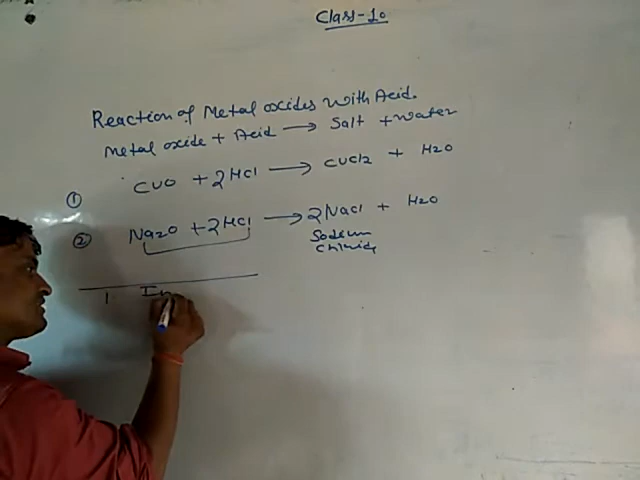 Class-10
Reaction of Metal oxides with Acid.
Metal oxide + Acid → Salt + Water
① CuO + 2HCl → CuCl2 + H2O
② Na2O + 2HCl → 2NaCl + H2O
Sodium
Chloride
1